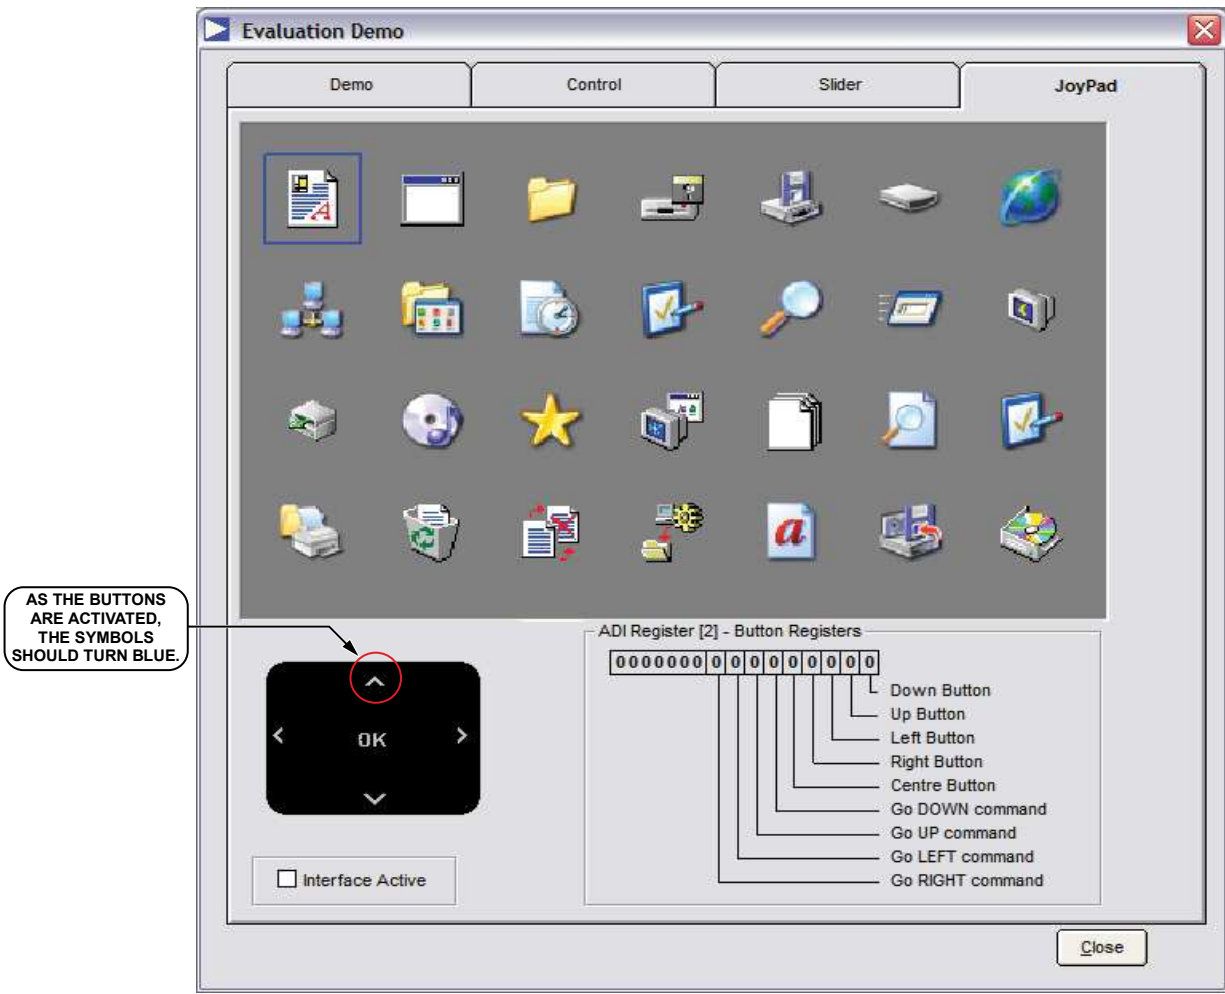 Evaluation Demo
Demo
Control
Slider
JoyPad
AS THE BUTTONS
ARE ACTIVATED,
THE SYMBOLS
SHOULD TURN BLUE.
OK
ADI Register [2] - Button Registers
0000000 0 0 0 0 0 0 0 0 0
Down Button
Up Button
Left Button
Right Button
Centre Button
Go DOWN command
Go UP command
Go LEFT command
Go RIGHT command
Interface Active
Close